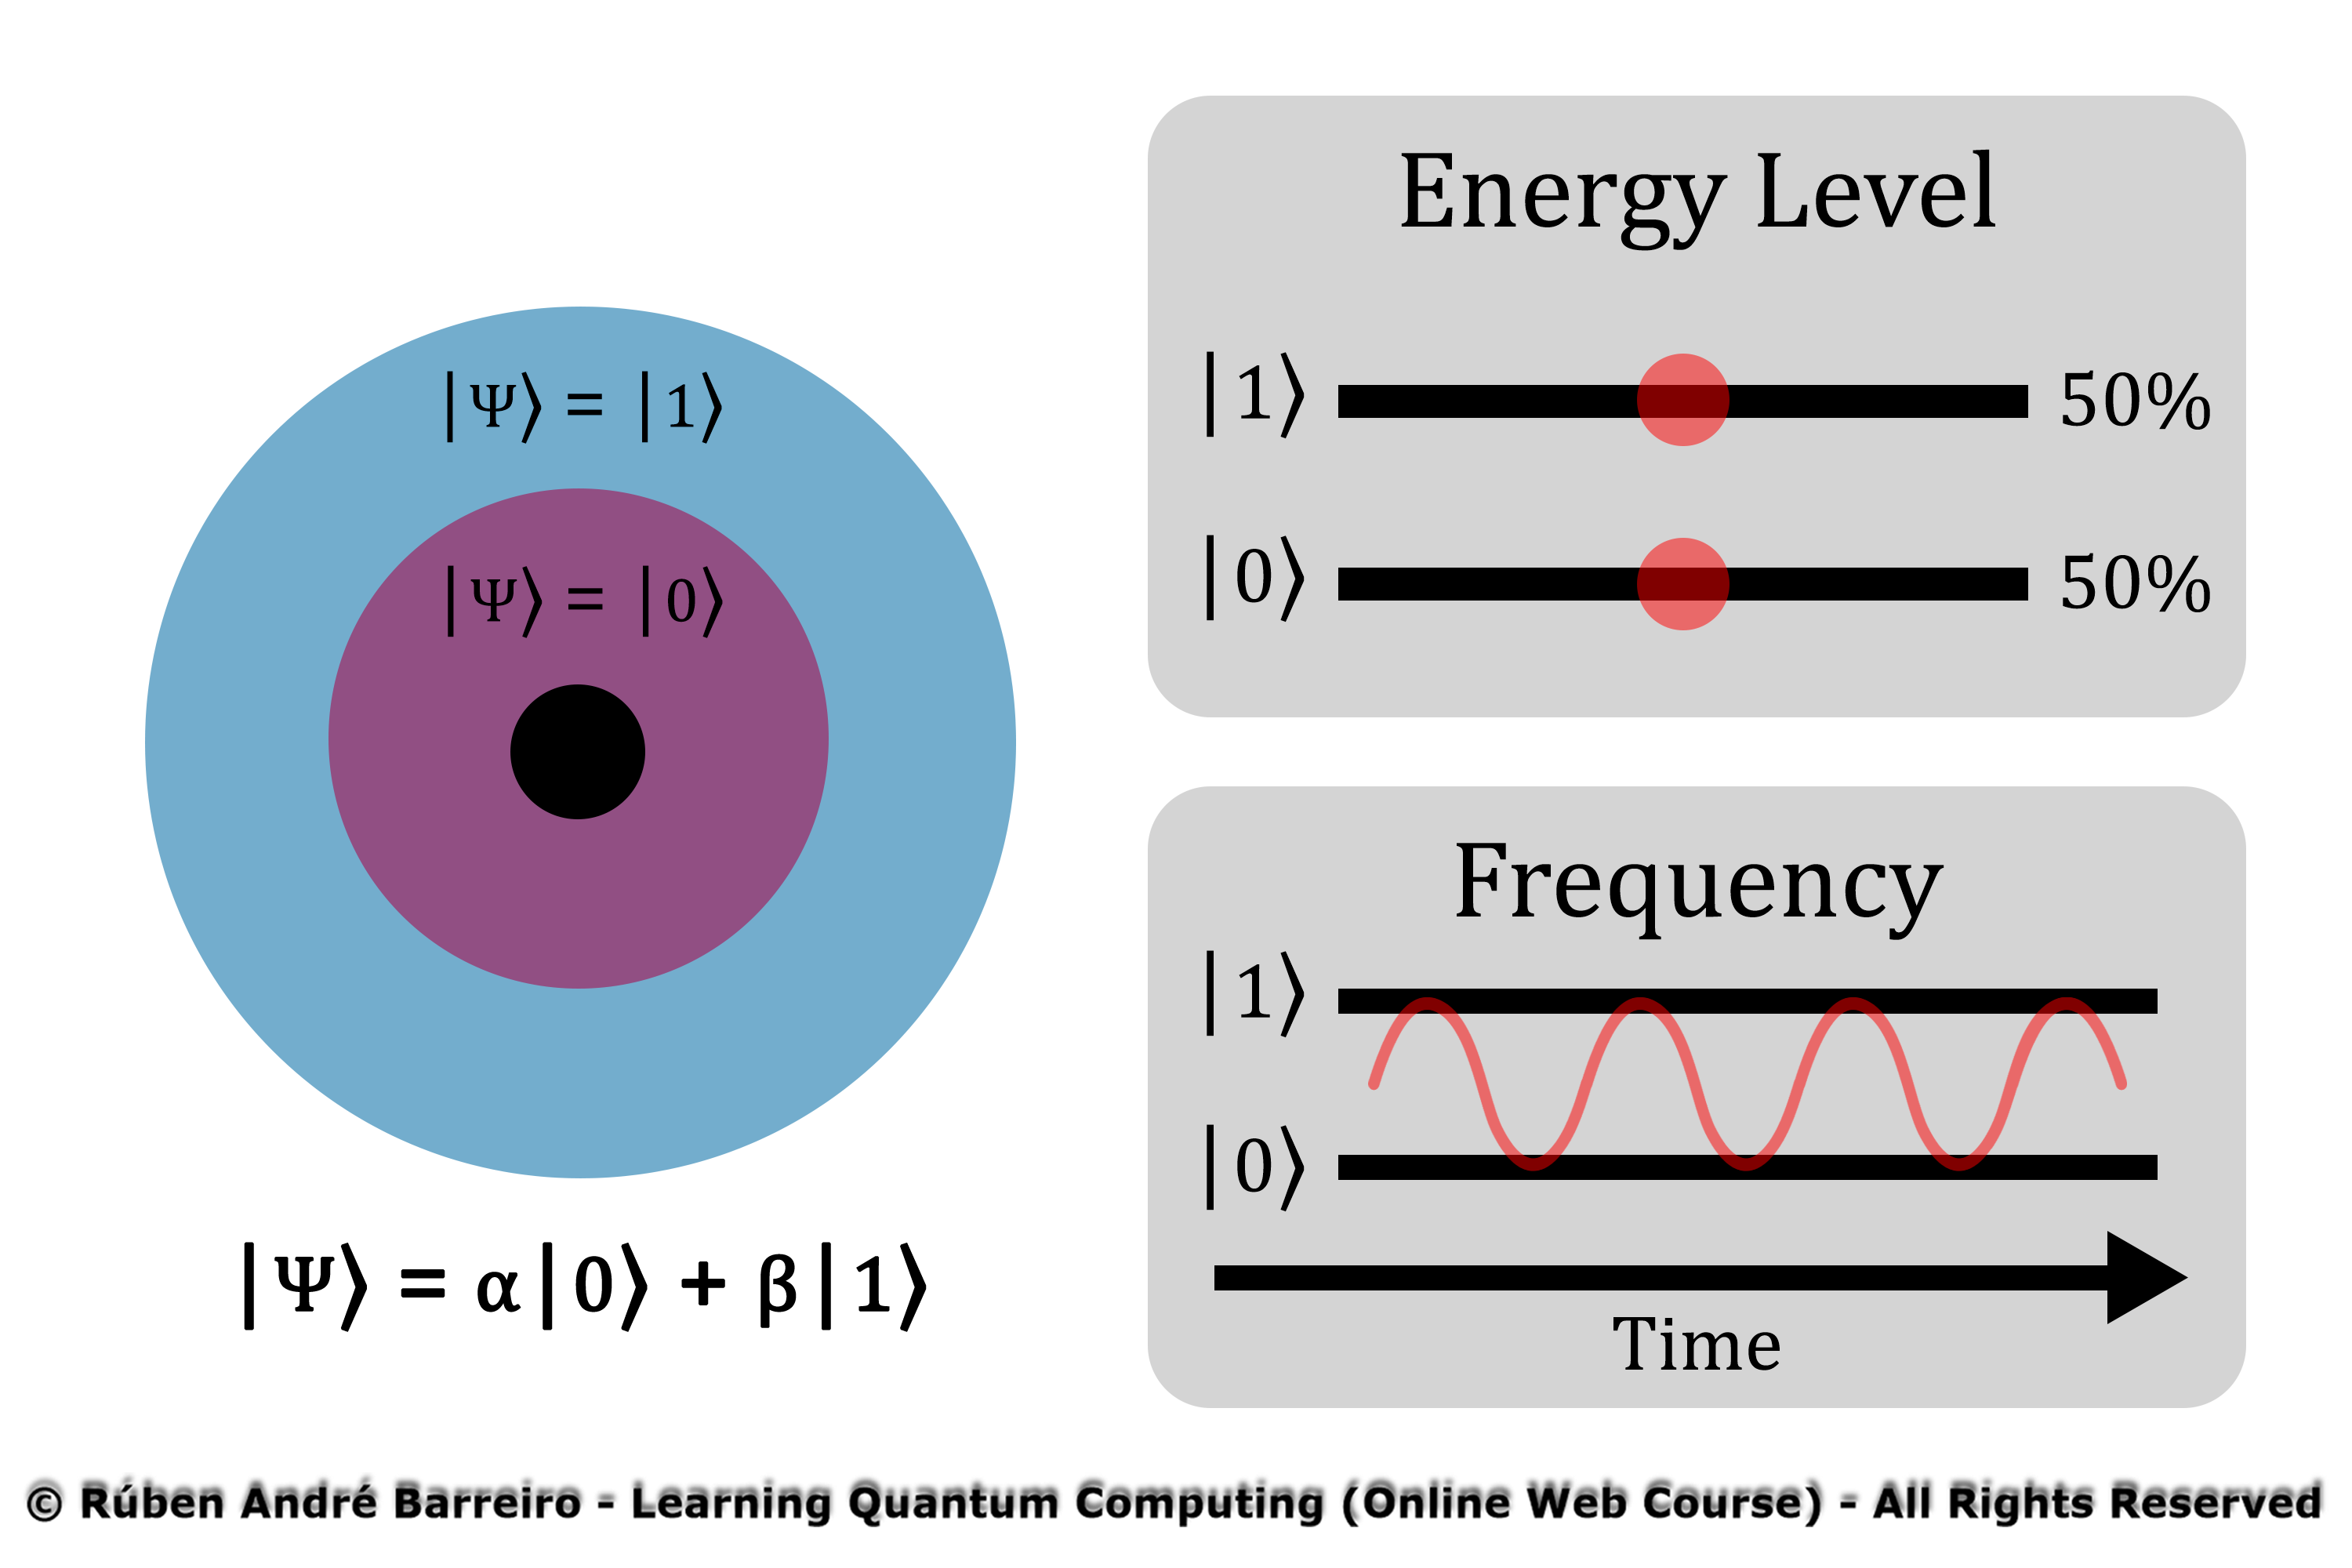 |Ψ⟩ = |1⟩
|Ψ⟩ = |0⟩
|Ψ⟩ = α|0⟩ + β|1⟩
Energy Level
|1⟩ 50%
|0⟩ 50%
Frequency
|1⟩
|0⟩
Time
© Rúben André Barreiro - Learning Quantum Computing (Online Web Course) - All Rights Reserved